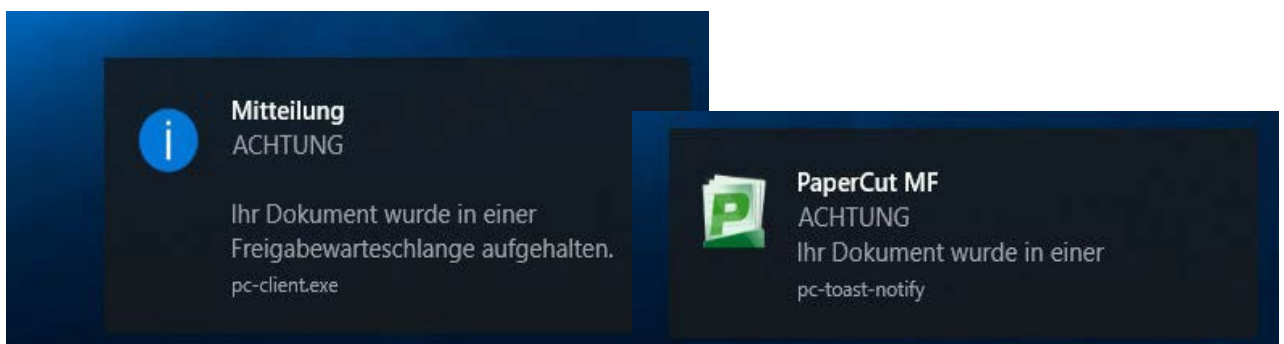 Mitteilung
ACHTUNG
Ihr Dokument wurde in einer
Freigabewarteschlange aufgehalten.
pc-client.exe
PaperCut MF
ACHTUNG
Ihr Dokument wurde in einer
pc-toast-notify